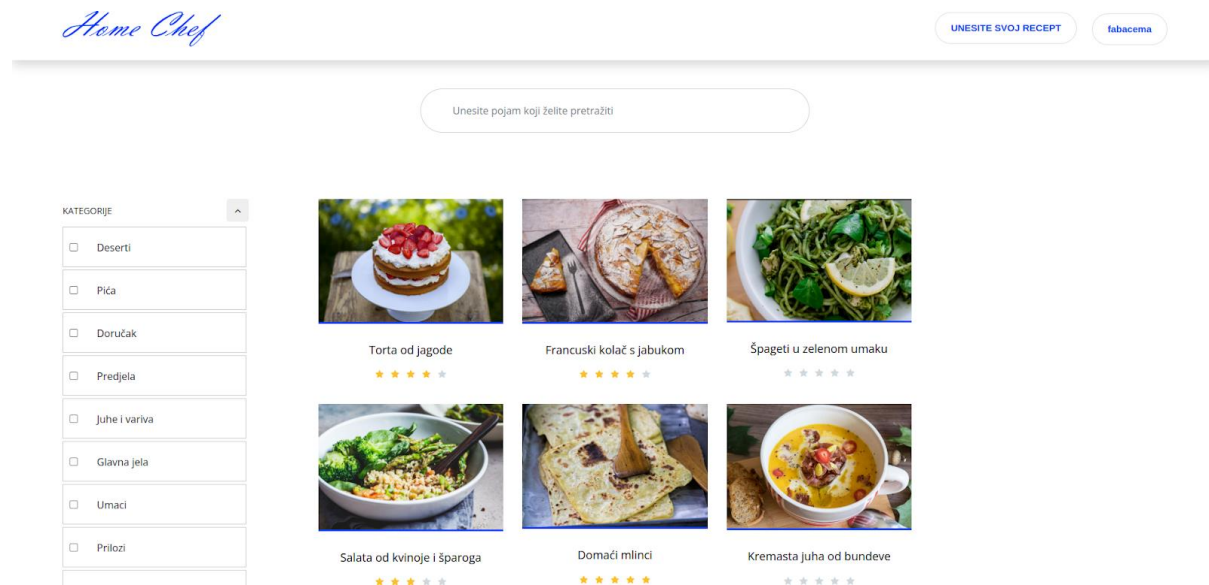 Home Chef
UNESITE SVOJ RECEPT
fabacema
Unesite pojam koji želite pretražiti
KATEGORIJE
Deserti
Pića
Doručak
Predjela
Juhe i variva
Glavna jela
Umaci
Prilozi
Torta od jagode
Francuski kolač s jabukom
Špageti u zelenom umaku
Salata od kvinoje i šparoga
Domaći mlinci
Kremasta juha od bundeve